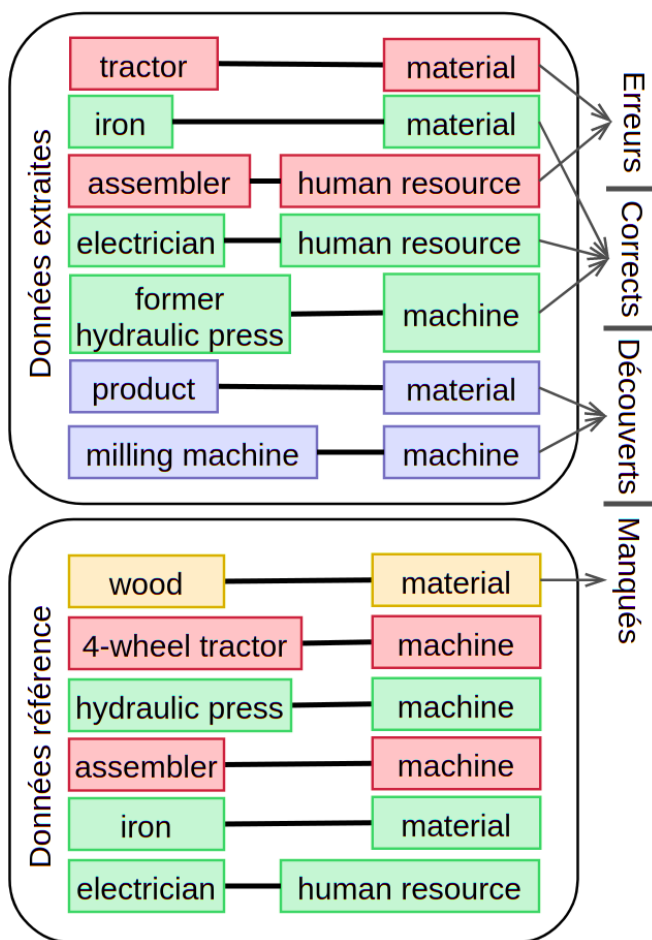 Données extraites
tractor
material
iron
material
assembler
human resource
electrician
human resource
former
hydraulic press
machine
product
material
milling machine
machine
Erreurs
Corrects
Découverts
Manqués
Données référence
wood
material
4-wheel tractor
machine
hydraulic press
machine
assembler
machine
iron
material
electrician
human resource